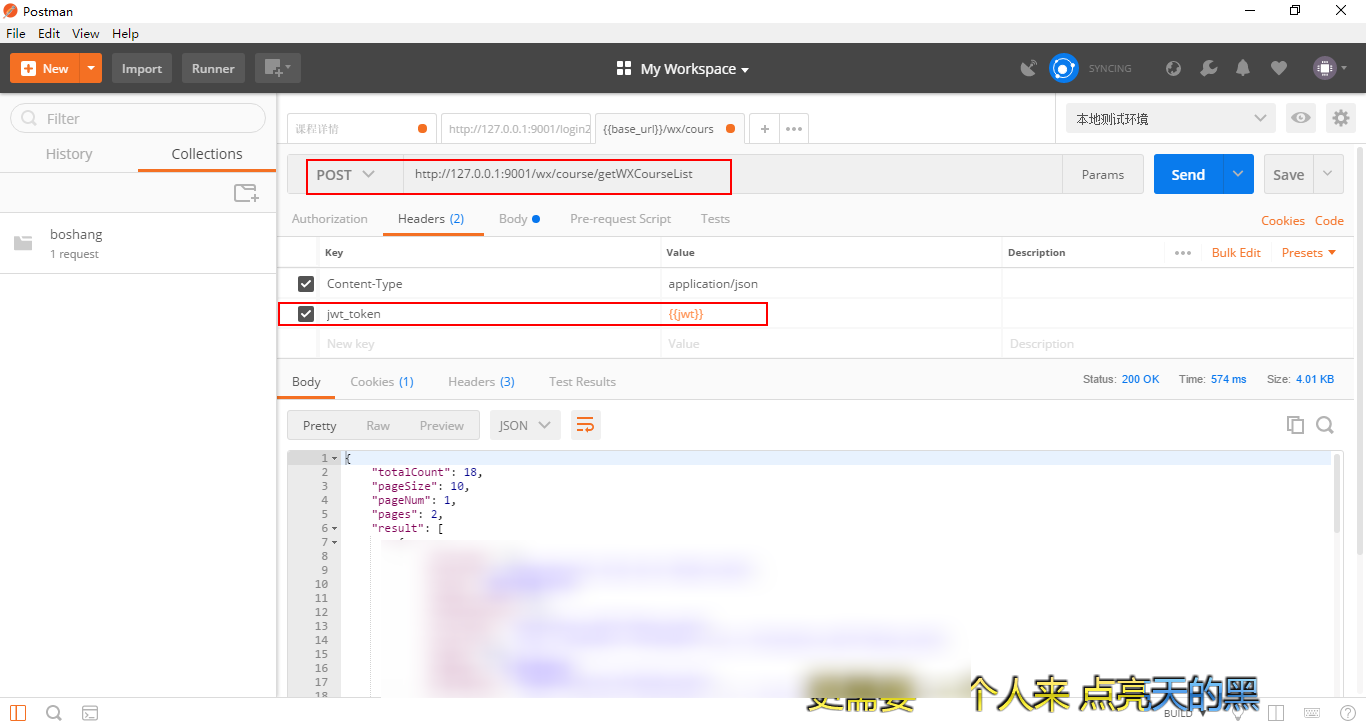 Postman
File Edit View Help
New Import Runner My Workspace SYNCING
Filter
History Collections
boshang
1 request
课程详情 http://127.0.0.1:9001/login2 {{base_url}}/wx/cours 本地测试环境
POST http://127.0.0.1:9001/wx/course/getWXCourseList Params Send Save
Authorization Headers (2) Body Pre-request Script Tests Cookies Code
Key Value Description Bulk Edit Presets
Content-Type application/json
jwt_token {{jwt}}
New key Value Description
Body Cookies (1) Headers (3) Test Results Status: 200 OK Time: 574 ms Size: 4.01 KB
Pretty Raw Preview JSON
1 {
2 "totalCount": 18,
3 "pageSize": 10,
4 "pageNum": 1,
5 "pages": 2,
6 "result": [
7 {
8
9
10
11
12
13
14
15
16
17
18
个人来 点亮天的黑
BUILD